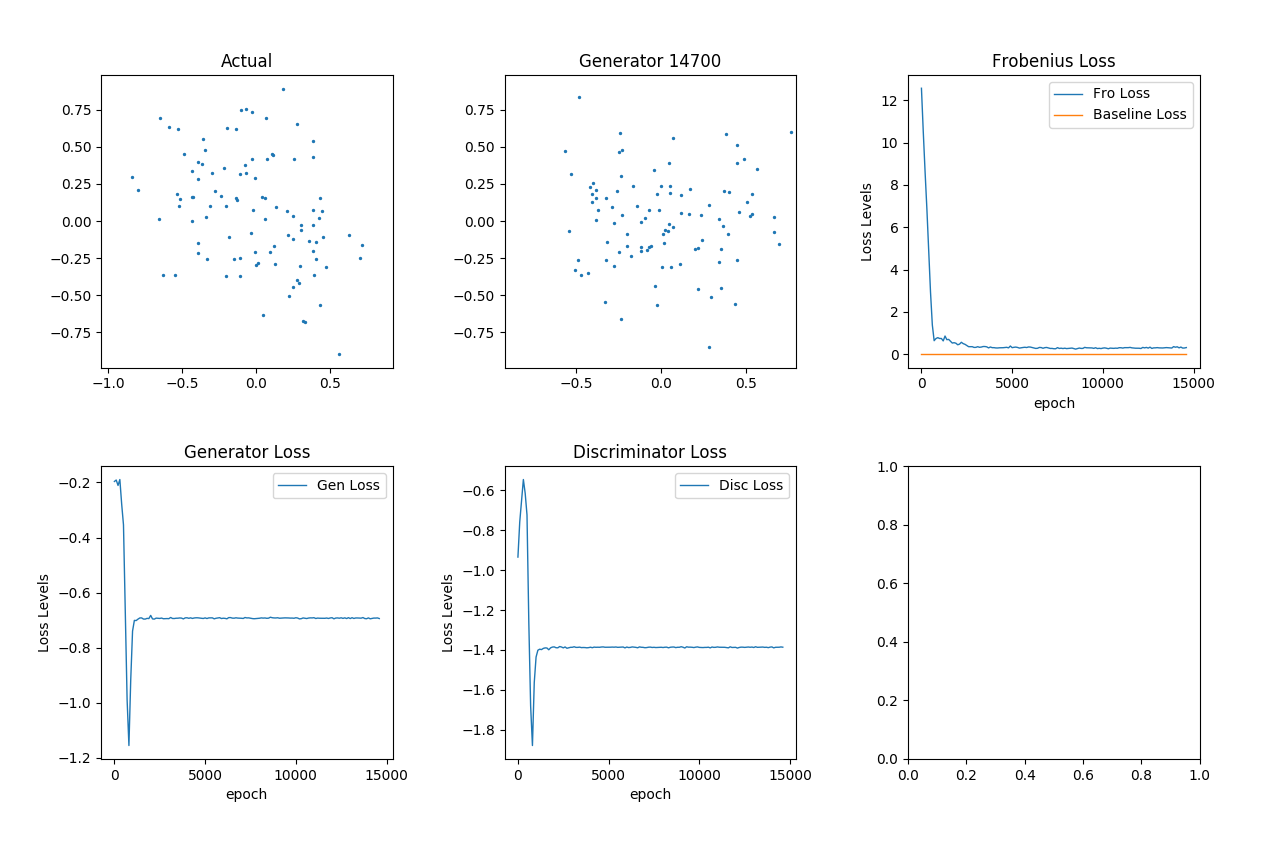 Actual
0.75
0.50
0.25
0.00
−0.25
−0.50
−0.75
−1.0 −0.5 0.0 0.5
Generator 14700
0.75
0.50
0.25
0.00
−0.25
−0.50
−0.75
−0.5 0.0 0.5
Frobenius Loss
Fro Loss
Baseline Loss
Loss Levels
12
10
8
6
4
2
0
0 5000 10000 15000
epoch
Generator Loss
Gen Loss
Loss Levels
−0.2
−0.4
−0.6
−0.8
−1.0
−1.2
0 5000 10000 15000
epoch
Discriminator Loss
Disc Loss
Loss Levels
−0.6
−0.8
−1.0
−1.2
−1.4
−1.6
−1.8
0 5000 10000 15000
epoch
1.0
0.8
0.6
0.4
0.2
0.0
0.0 0.2 0.4 0.6 0.8 1.0